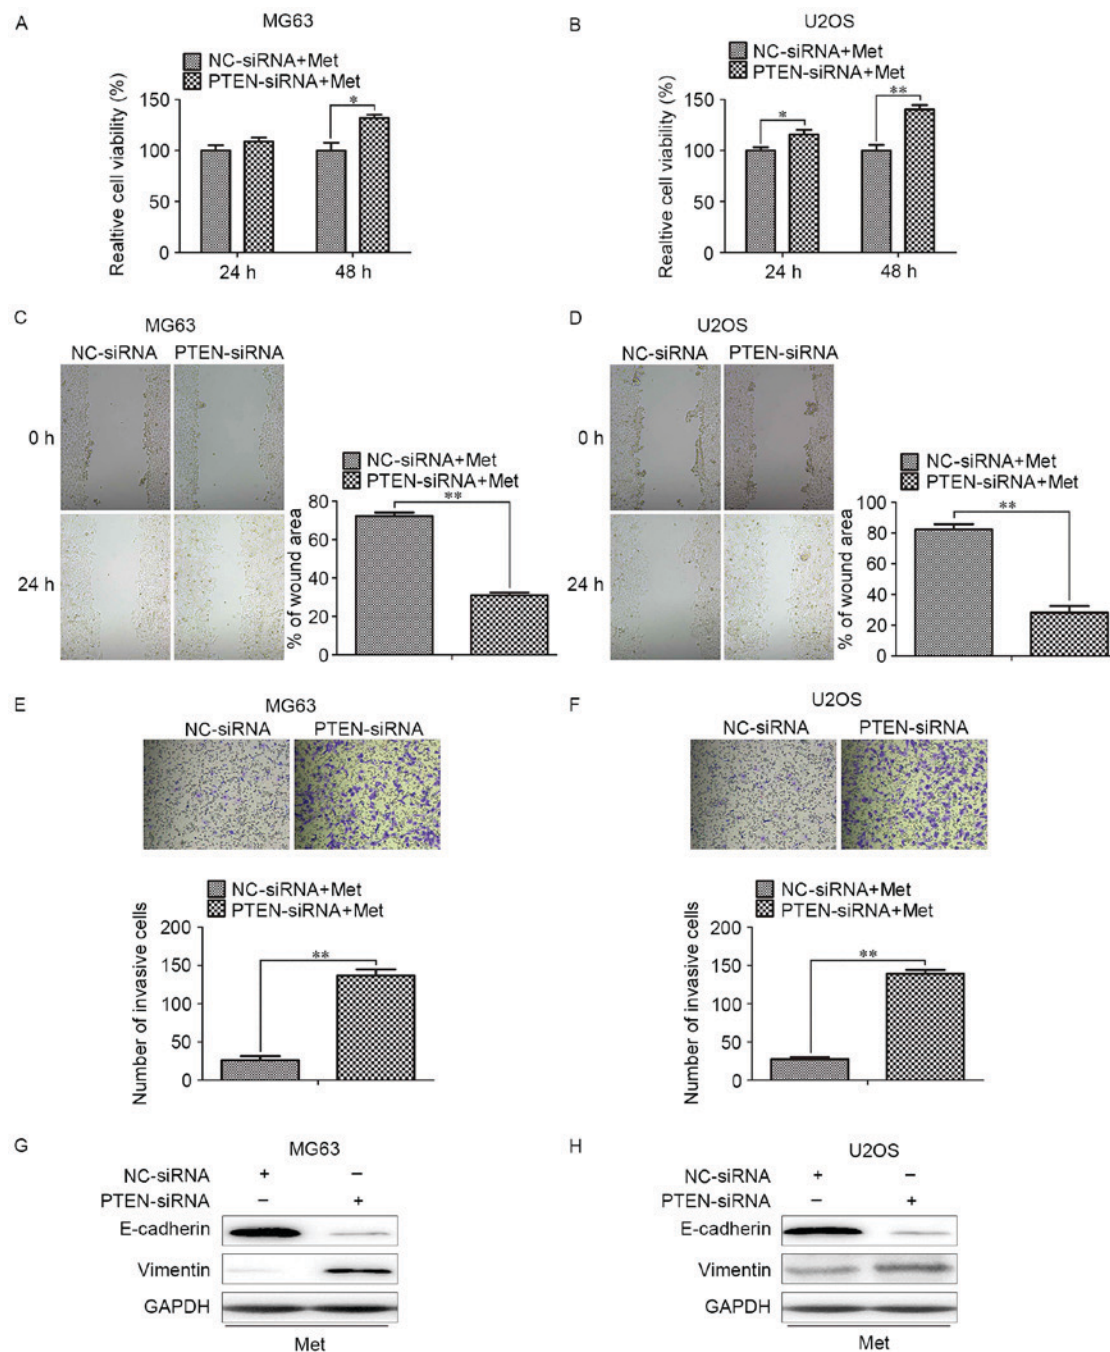 A
MG63
NC-siRNA+Met
PTEN-siRNA+Met
Realtive cell viability (%)
150
100
50
0
*
24 h
48 h
B
U2OS
NC-siRNA+Met
PTEN-siRNA+Met
Realtive cell viability (%)
150
100
50
0
*
**
24 h
48 h
C
MG63
NC-siRNA PTEN-siRNA
0 h
24 h
NC-siRNA+Met
PTEN-siRNA+Met
% of wound area
80
60
40
20
0
**
D
U2OS
NC-siRNA PTEN-siRNA
0 h
24 h
NC-siRNA+Met
PTEN-siRNA+Met
% of wound area
100
80
60
40
20
0
**
E
MG63
NC-siRNA PTEN-siRNA
NC-siRNA+Met
PTEN-siRNA+Met
Number of invasive cells
200
150
100
50
0
**
F
U2OS
NC-siRNA PTEN-siRNA
NC-siRNA+Met
PTEN-siRNA+Met
Number of invasive cells
200
150
100
50
0
**
G
MG63
NC-siRNA + −
PTEN-siRNA − +
E-cadherin
Vimentin
GAPDH
Met
H
U2OS
NC-siRNA + −
PTEN-siRNA − +
E-cadherin
Vimentin
GAPDH
Met